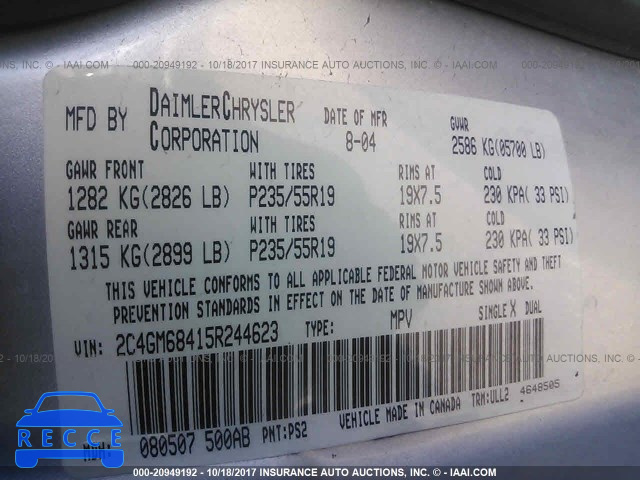 000-20949192 - 10/18/2017 INSURANCE AUTO AUCTIONS, INC. - © IAAI.COM
MFD BY DAIMLERCHRYSLER CORPORATION
DATE OF MFR 8-04
GVWR 2586 KG(05700 LB)
GAWR FRONT WITH TIRES RIMS AT COLD
1282 KG(2826 LB) P235/55R19 19X7.5 230 KPA( 33 PSI)
GAWR REAR WITH TIRES RIMS AT COLD
1315 KG(2899 LB) P235/55R19 19X7.5 230 KPA( 33 PSI)
THIS VEHICLE CONFORMS TO ALL APPLICABLE FEDERAL MOTOR VEHICLE SAFETY AND THEFT
PREVENTION STANDARDS IN EFFECT ON THE DATE OF MANUFACTURE SHOWN ABOVE.
VIN: 2C4GM68415R244623 TYPE: MPV SINGLE X DUAL
MDH: 080507 500AB PNT:PS2 VEHICLE MADE IN CANADA TRM:ULL2 4648505
RECCE
000-20949192 - 10/18/2017 INSURANCE AUTO AUCTIONS, INC. - © IAAI.COM